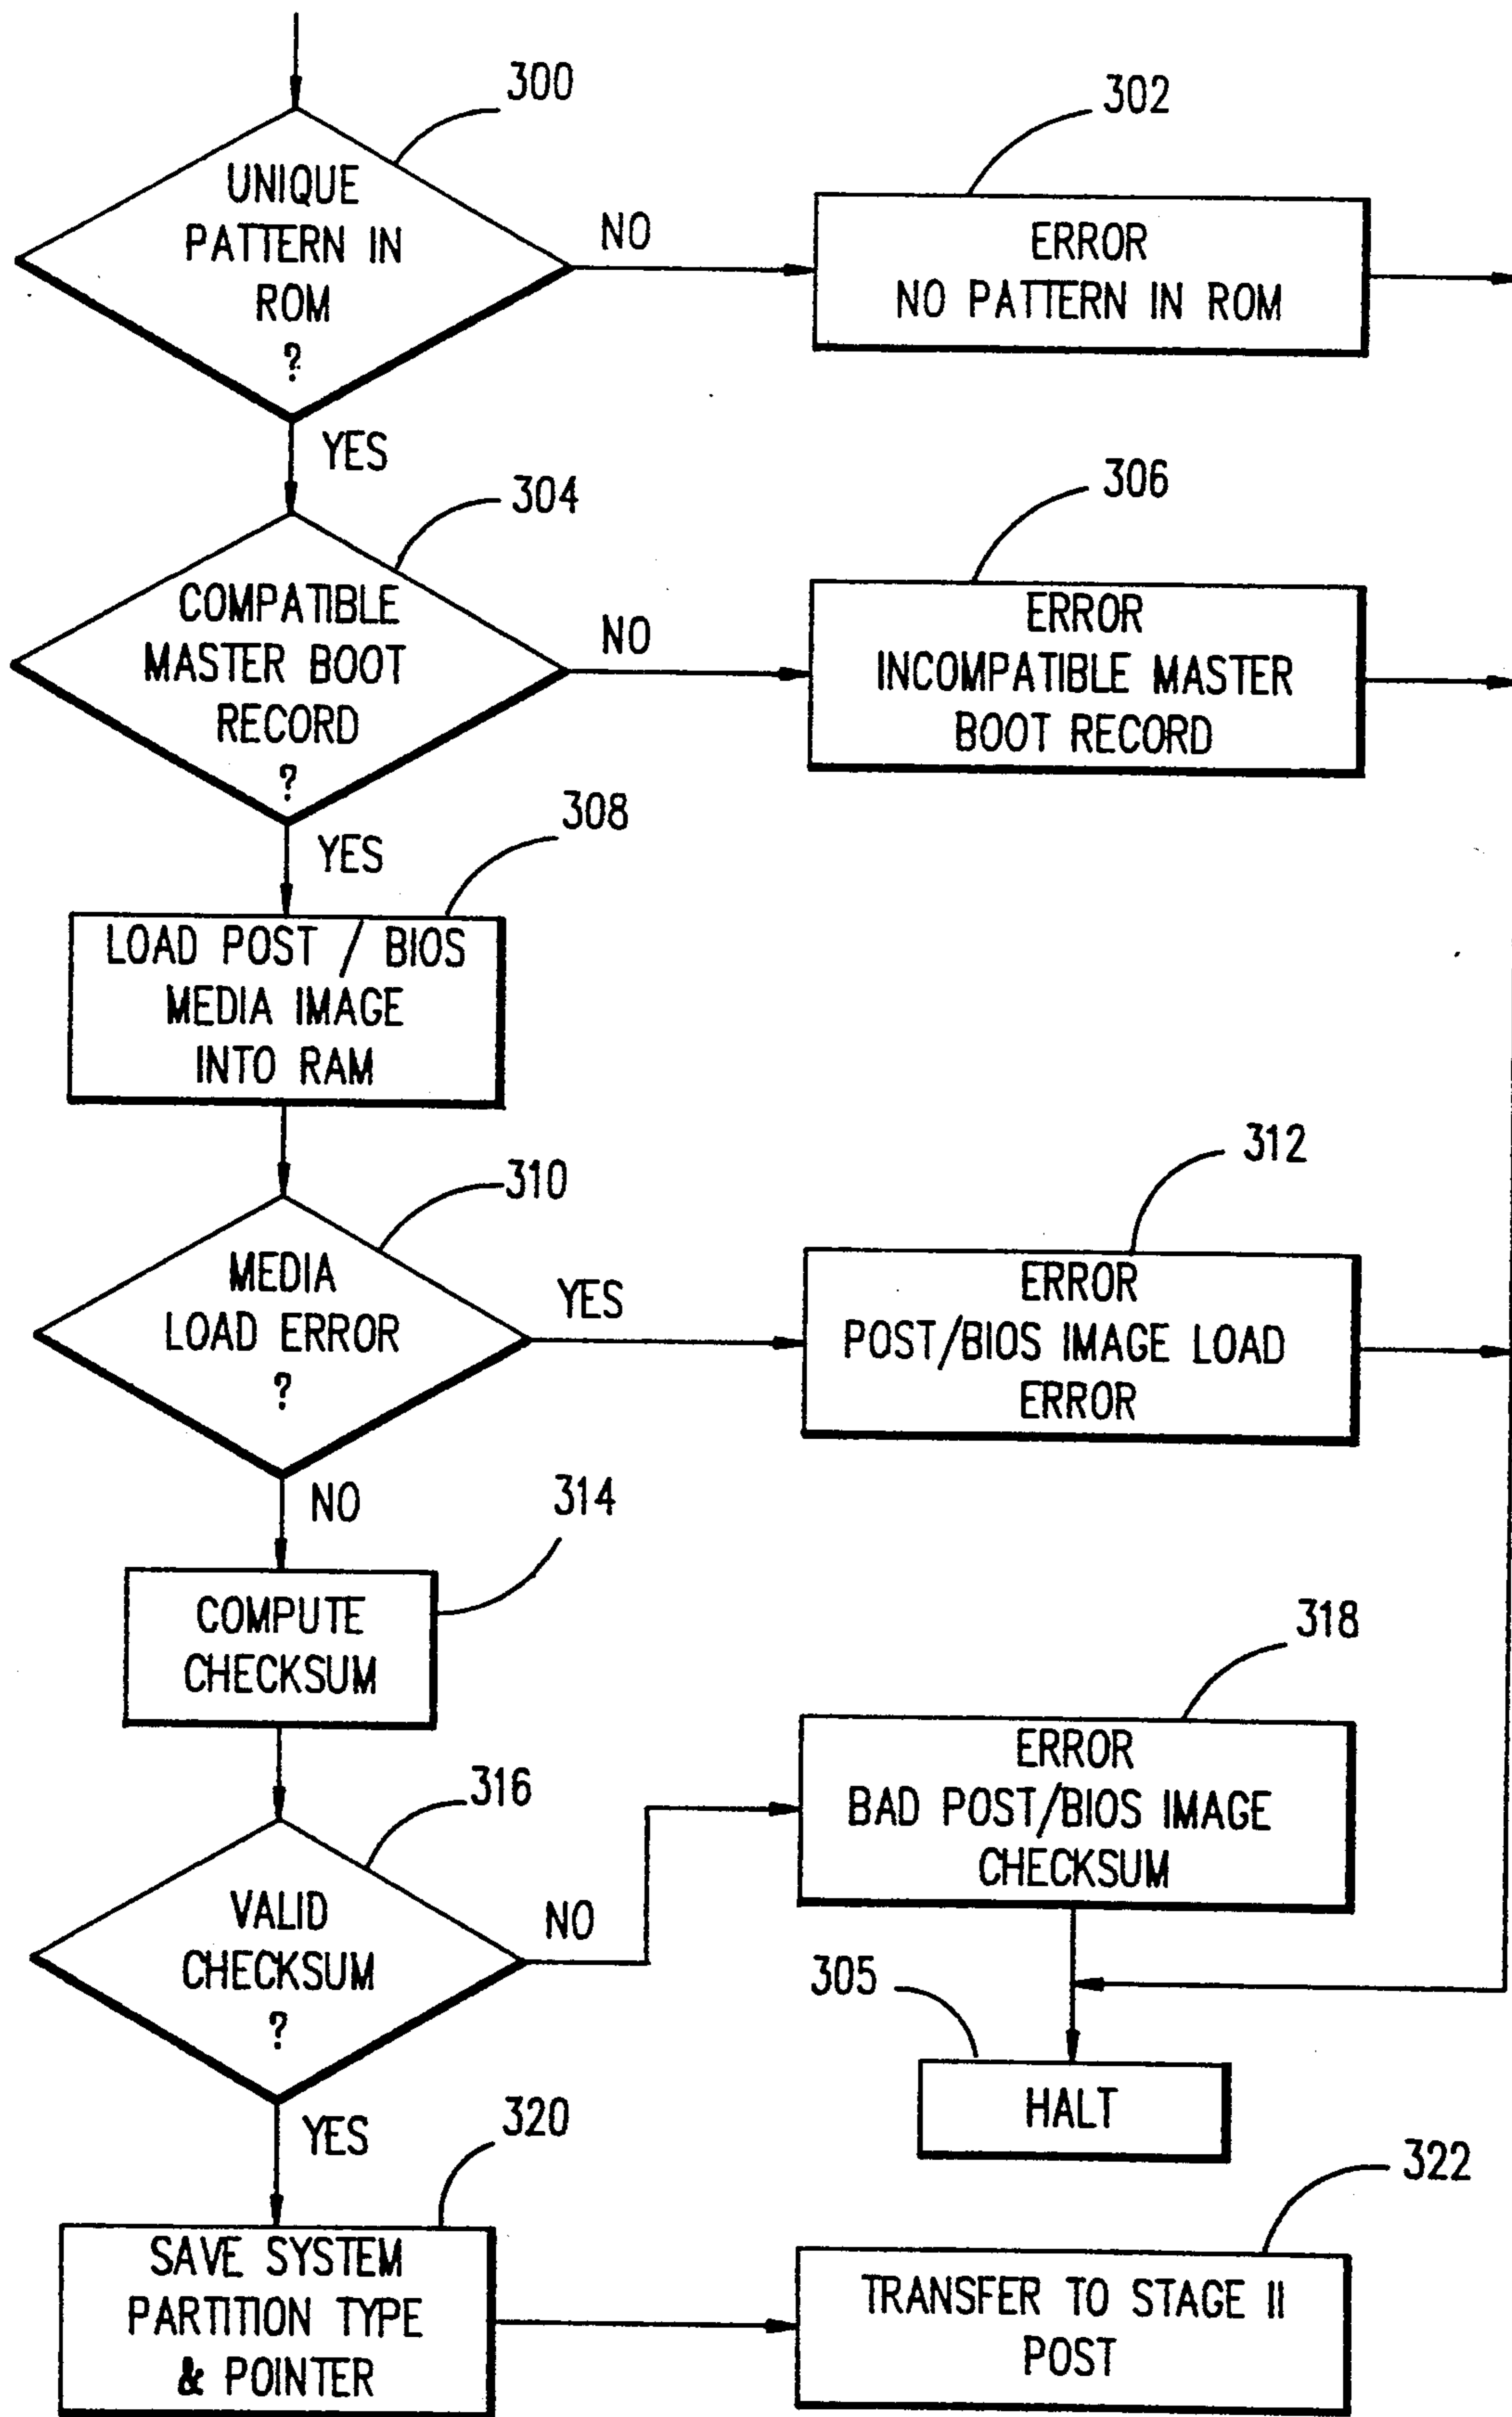 300
UNIQUE
PATTERN IN
ROM
?
NO
302
ERROR
NO PATTERN IN ROM
YES
304
COMPATIBLE
MASTER BOOT
RECORD
?
NO
306
ERROR
INCOMPATIBLE MASTER
BOOT RECORD
YES
308
LOAD POST / BIOS
MEDIA IMAGE
INTO RAM
310
MEDIA
LOAD ERROR
?
YES
312
ERROR
POST/BIOS IMAGE LOAD
ERROR
NO
314
COMPUTE
CHECKSUM
316
VALID
CHECKSUM
?
NO
318
ERROR
BAD POST/BIOS IMAGE
CHECKSUM
305
HALT
YES
320
SAVE SYSTEM
PARTITION TYPE
& POINTER
322
TRANSFER TO STAGE II
POST